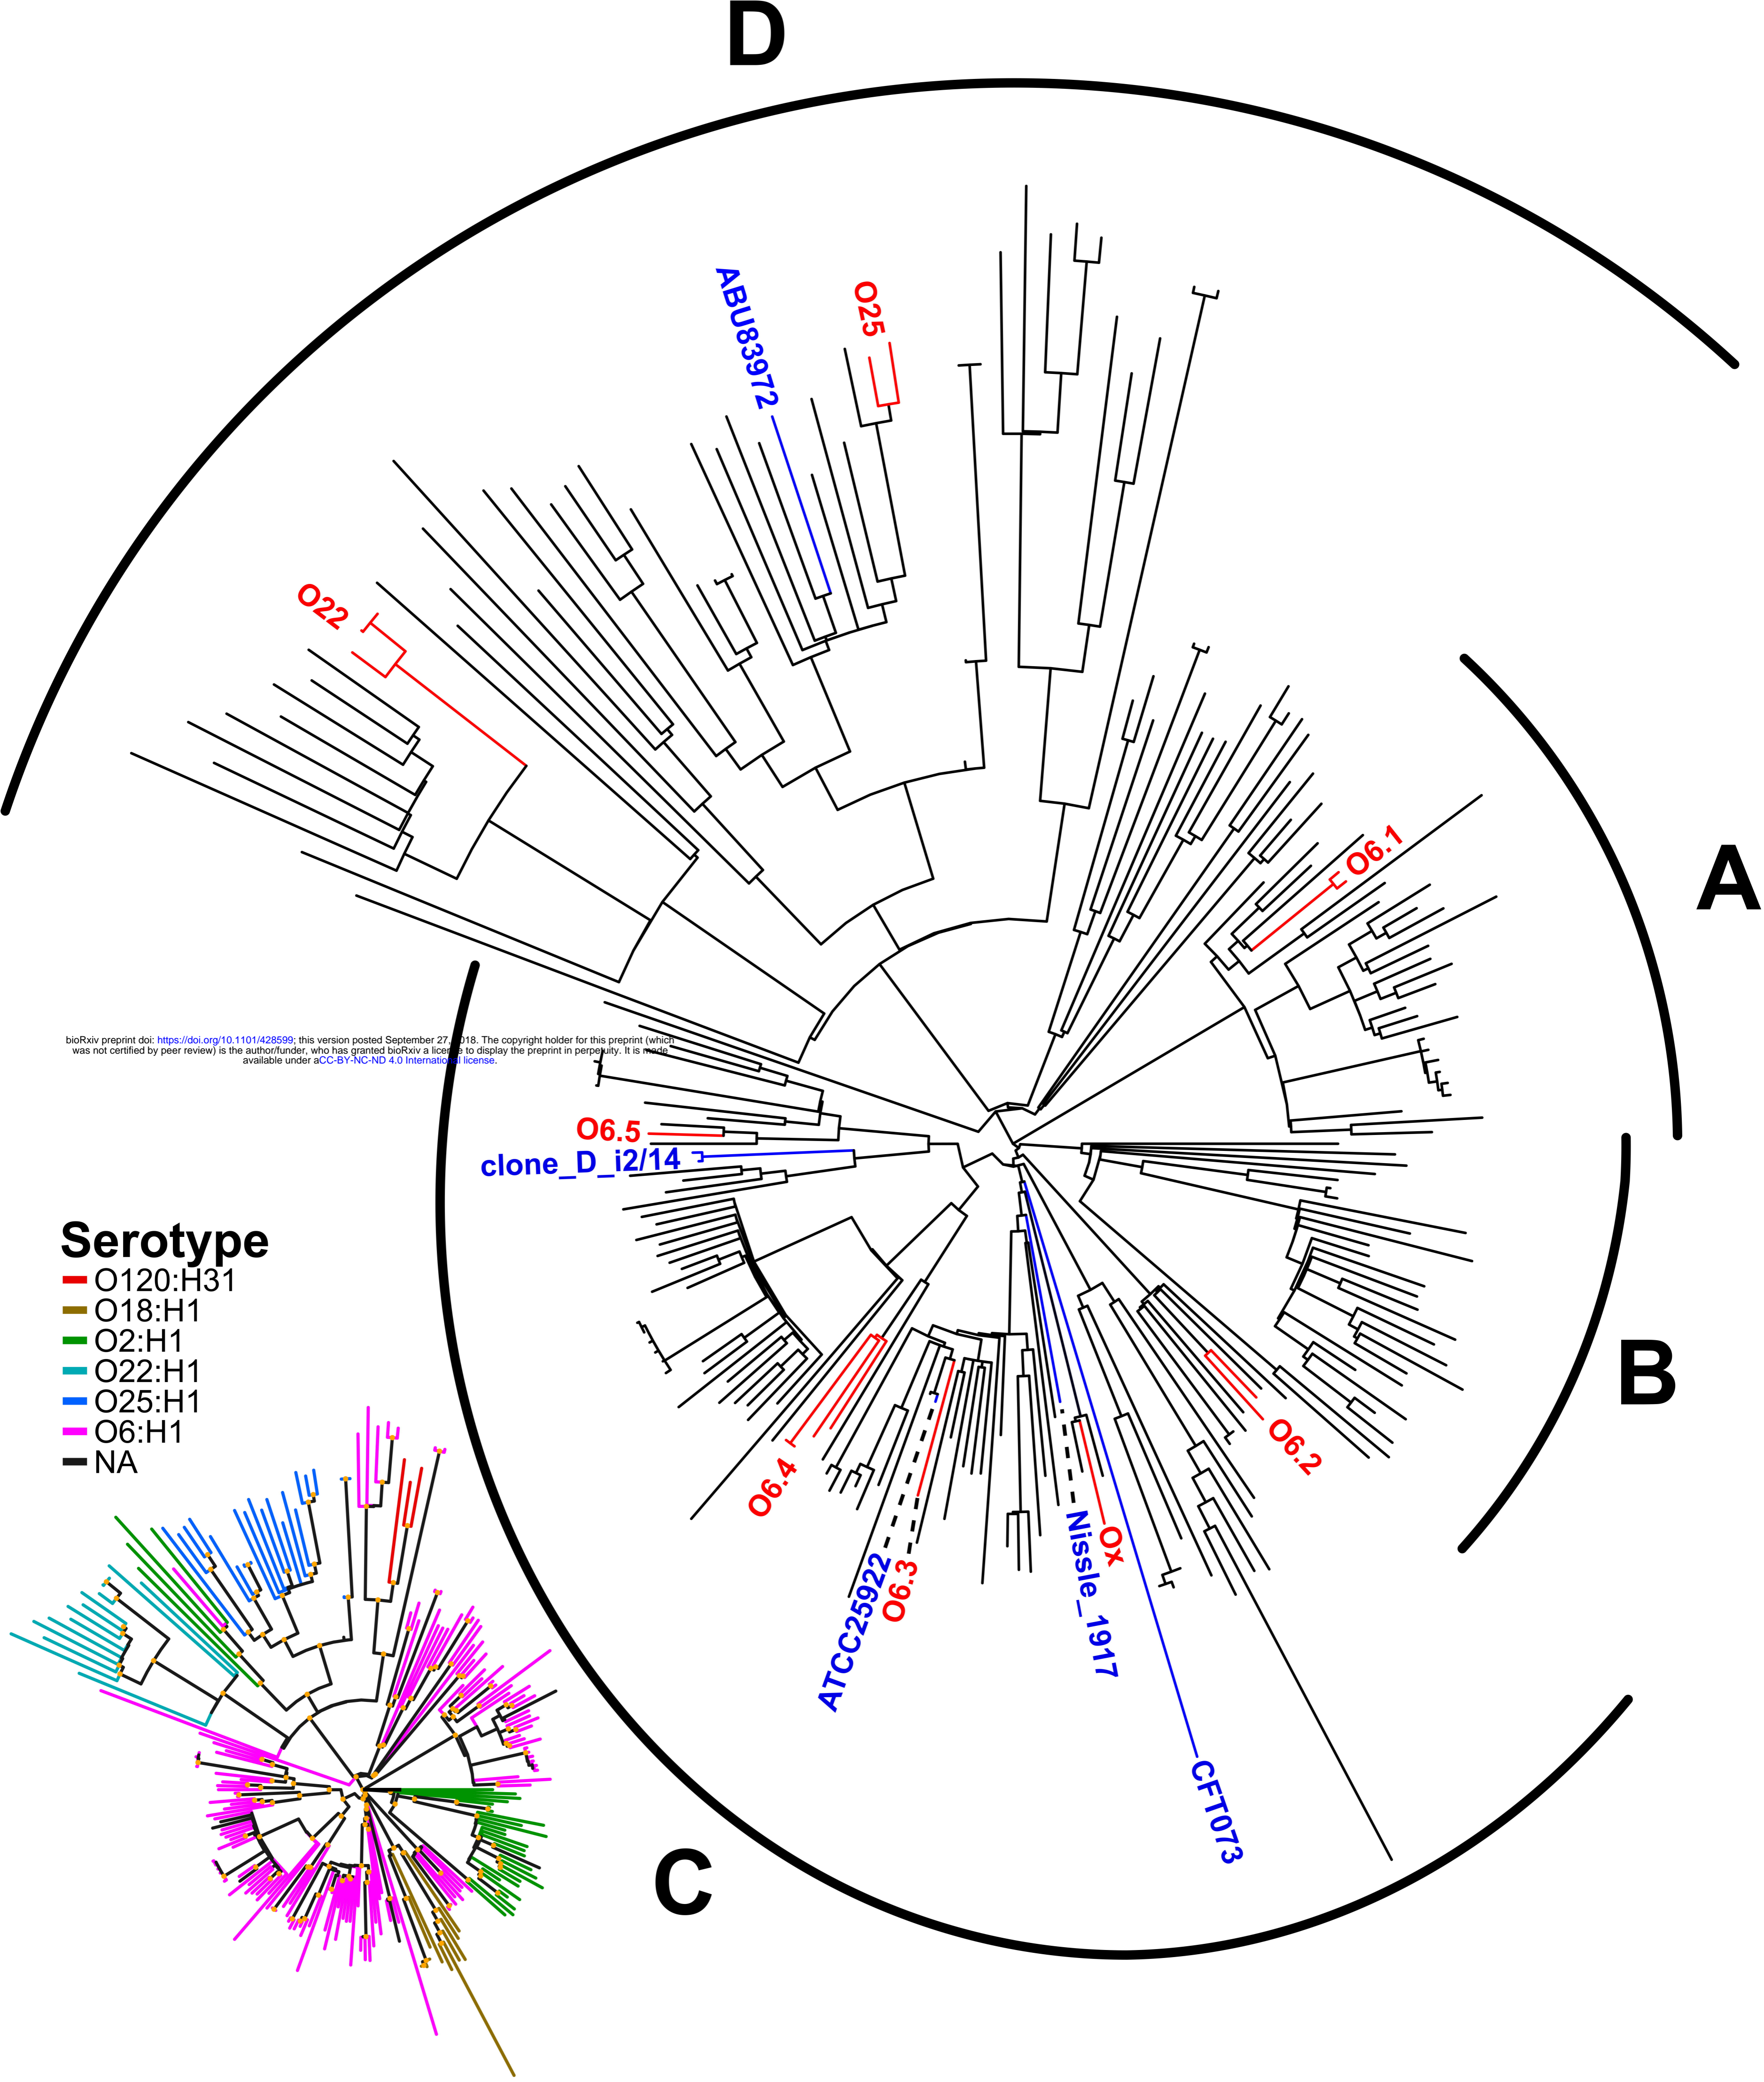 D
ABU83972
O25
O22
A
O6.1
bioRxiv preprint doi: https://doi.org/10.1101/428599; this version posted September 27, 2018. The copyright holder for this preprint (which
was not certified by peer review) is the author/funder, who has granted bioRxiv a license to display the preprint in perpetuity. It is made
available under aCC-BY-NC-ND 4.0 International license.
O6.5
clone_D_i2/14
Serotype
O120:H31
O18:H1
O2:H1
O22:H1
O25:H1
O6:H1
NA
B
O6.2
O6.4
ATCC25922
O6.3
Nissle_1917
Ox
CFT073
C